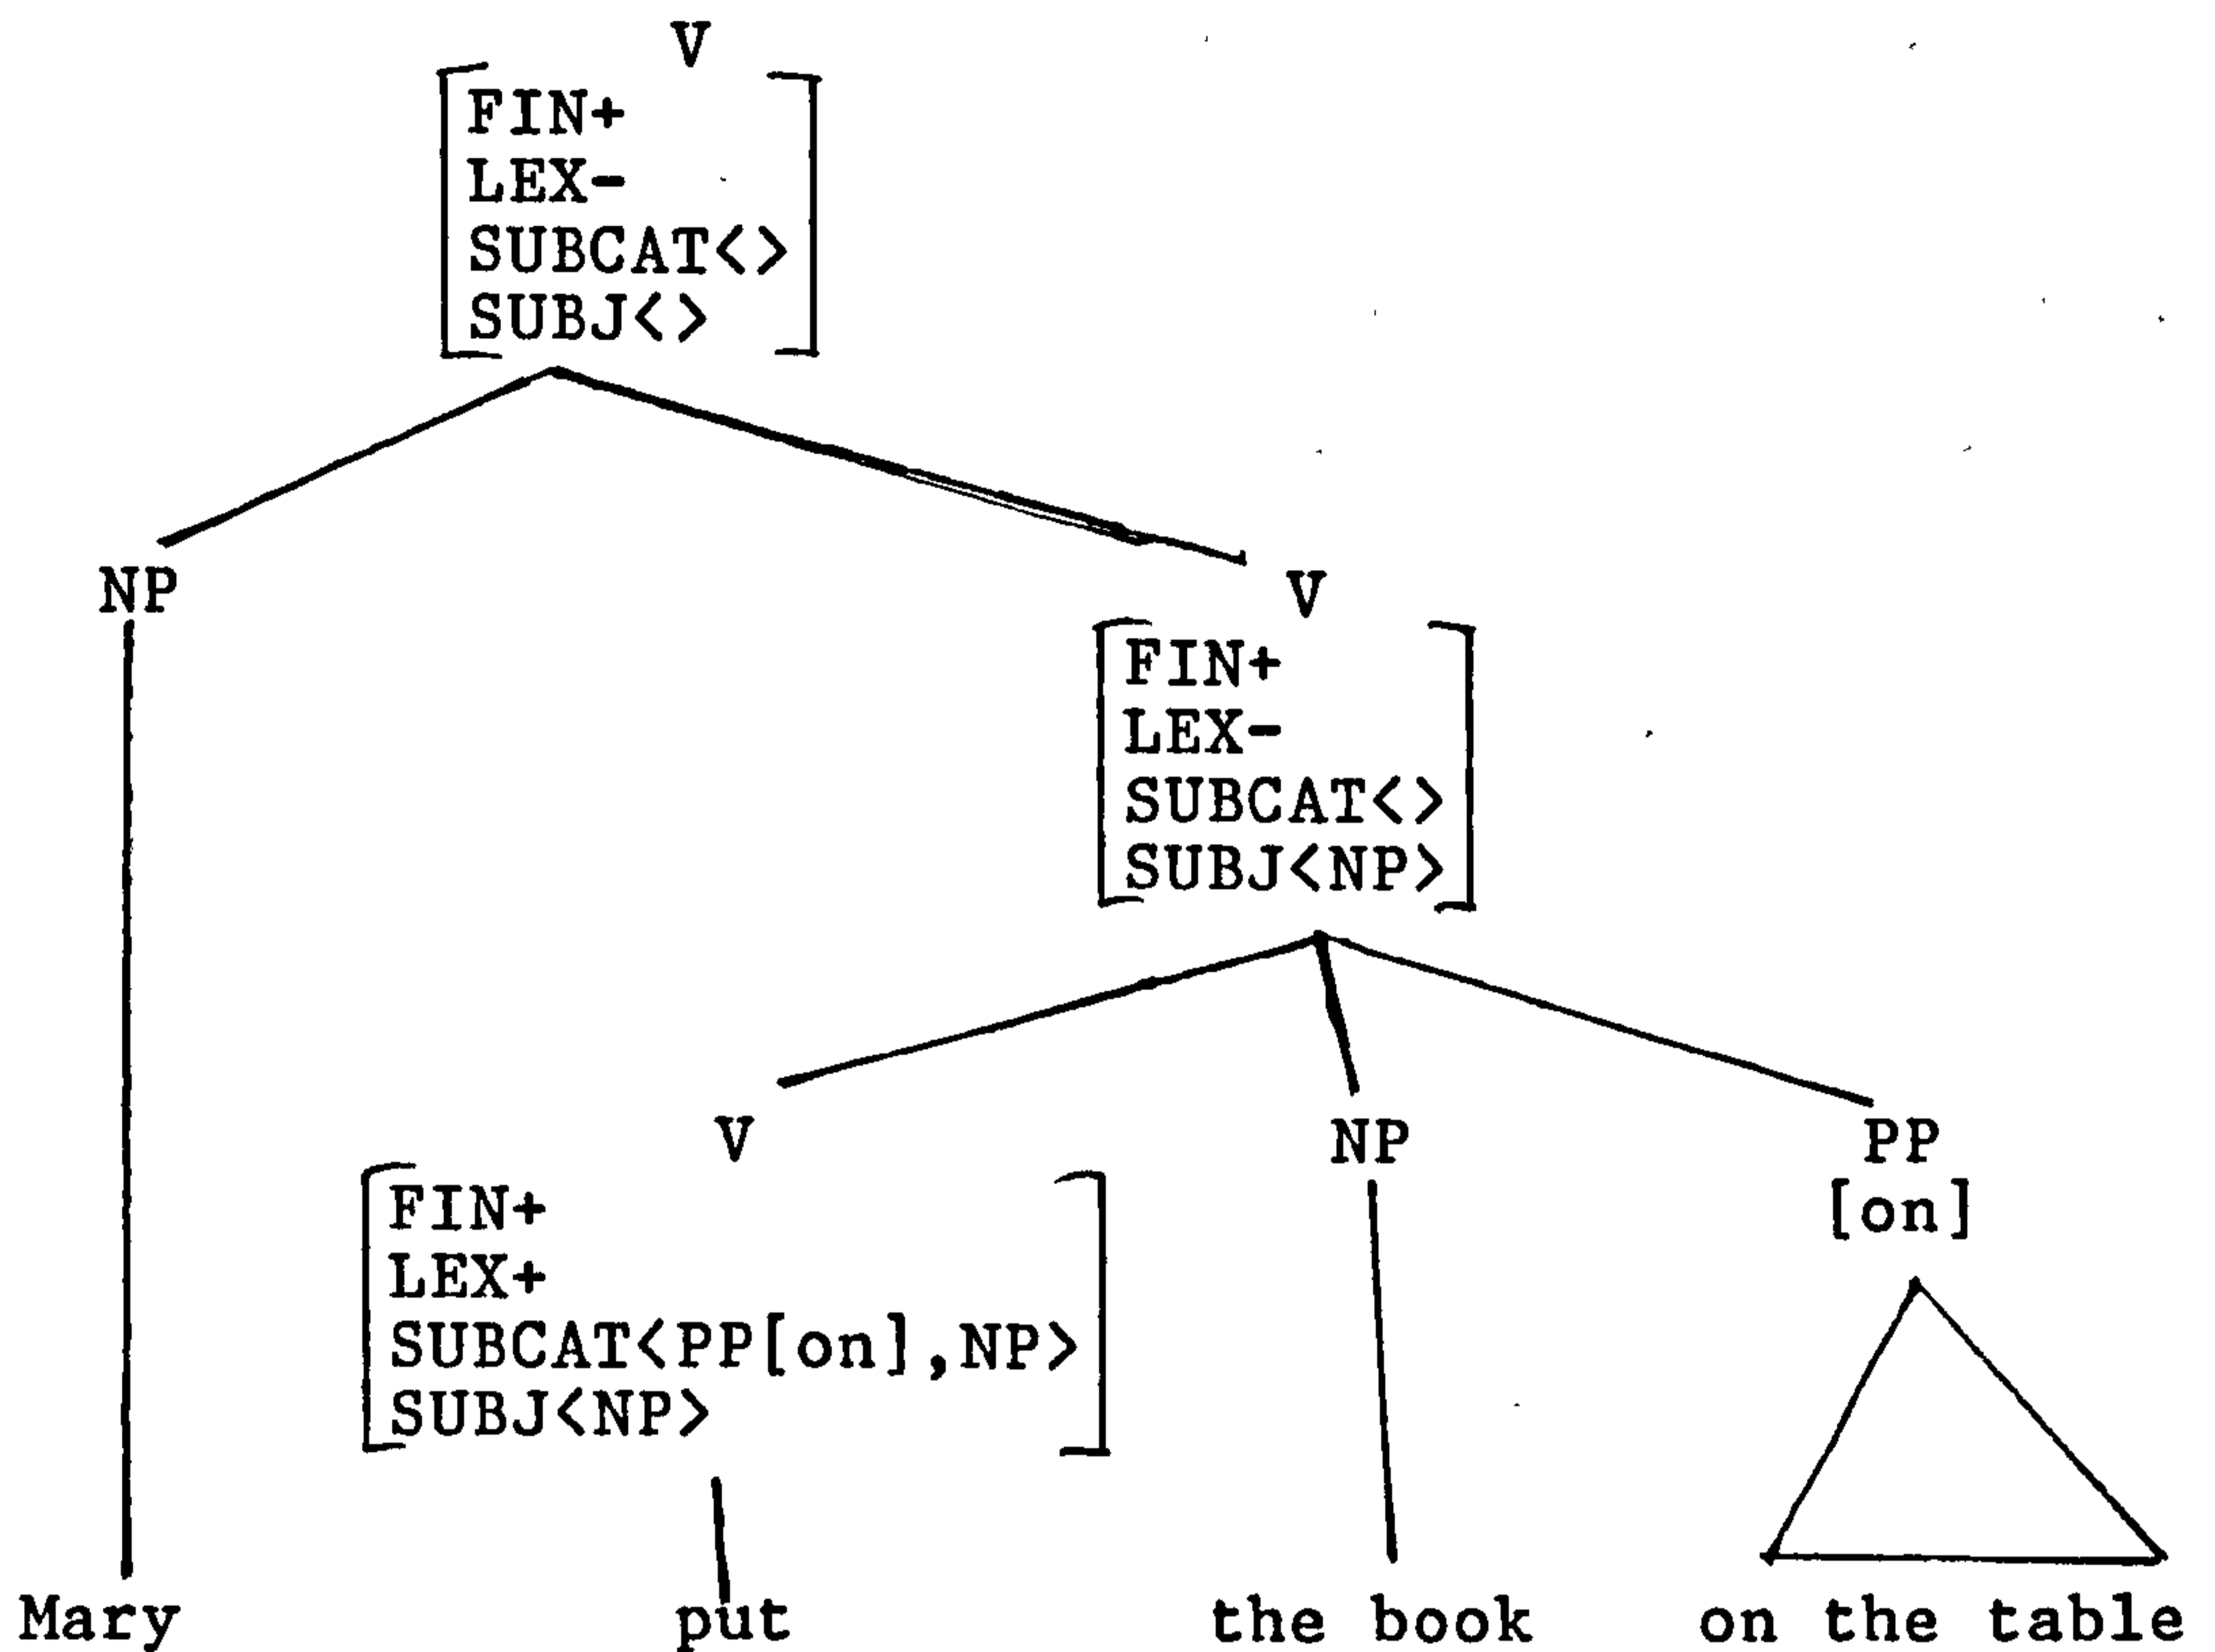 V
FIN+
LEX-
SUBCAT<>
SUBJ<>
NP
V
FIN+
LEX-
SUBCAT<>
SUBJ<NP>
V
NP
PP
[on]
FIN+
LEX+
SUBCAT<PP[on],NP>
SUBJ<NP>
Mary put the book on the table